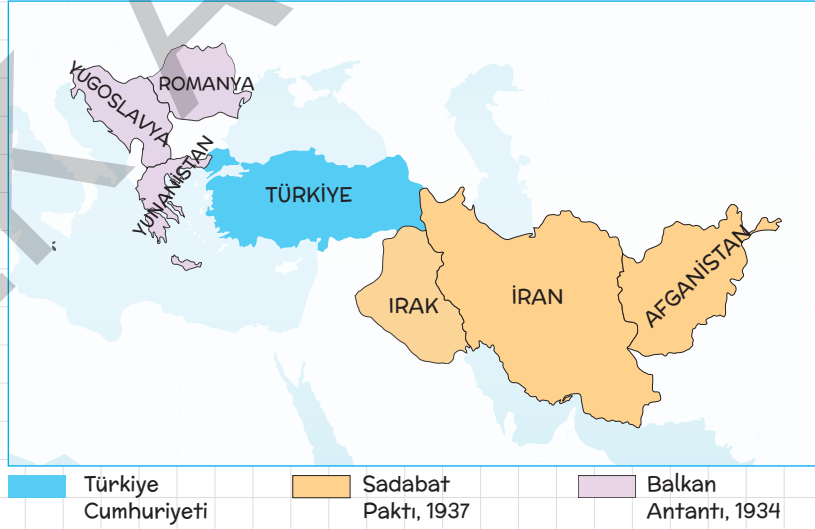 YUGOSLAVYA
ROMANYA
YUNANİSTAN
TÜRKİYE
IRAK
İRAN
AFGANİSTAN
Türkiye
Cumhuriyeti
Sadabat
Paktı, 1937
Balkan
Antantı, 1934